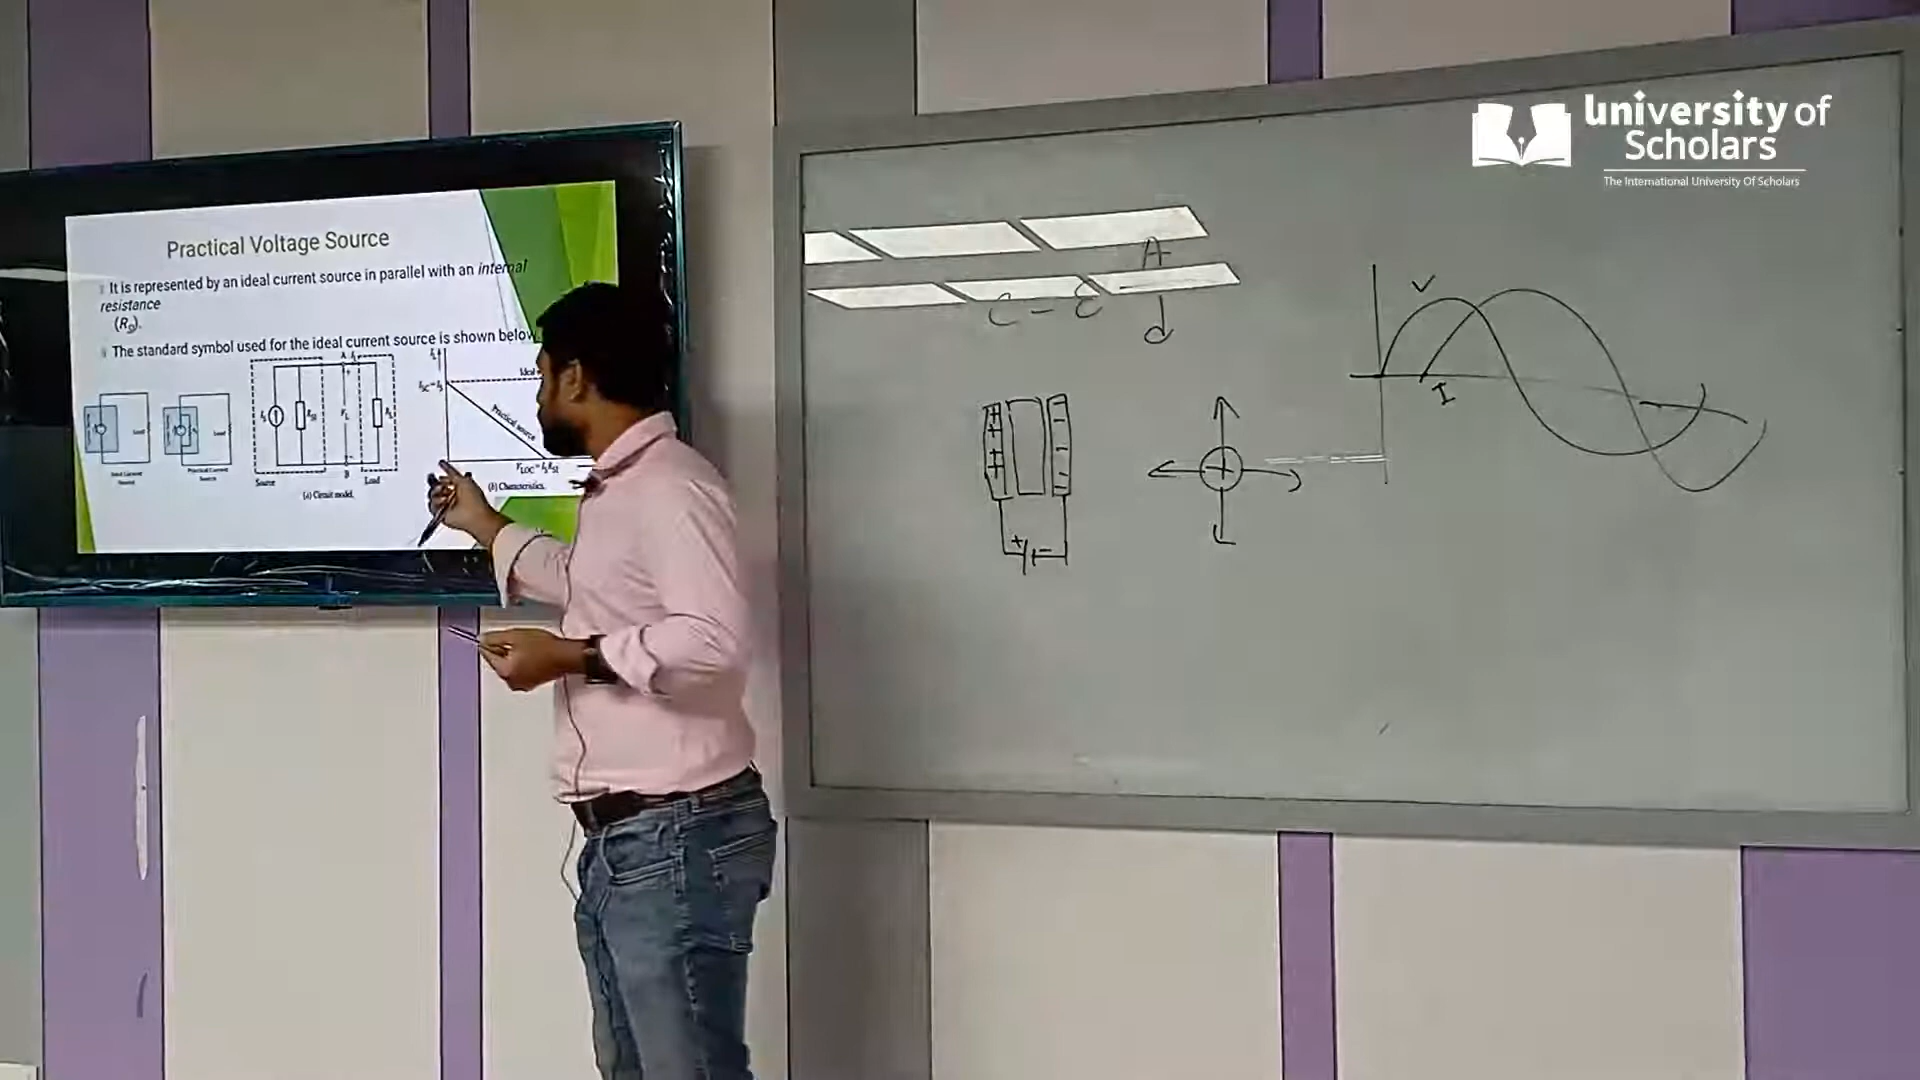 University of
Scholars
The International University Of Scholars
Practical Voltage Source
It is represented by an ideal current source in parallel with an internal
resistance
The standard symbol used for the ideal current source is shown below
Ideal
Practical source
Load
Load
Source
Load
(a) Circuit model.
(b) Characteristics.
A
C = ε
d
V
I
+ -
+